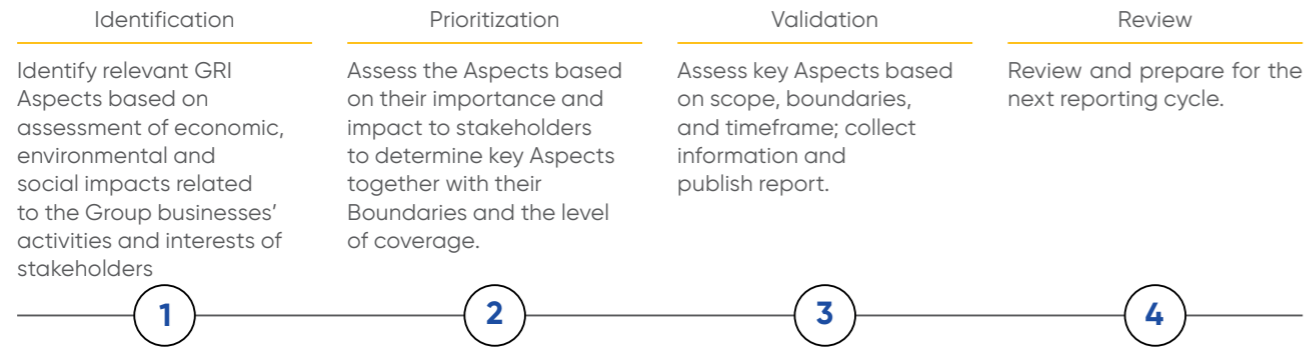 Identification
Identify relevant GRI
Aspects based on
assessment of economic,
environmental and
social impacts related
to the Group businesses’
activities and interests of
stakeholders
1
Prioritization
Assess the Aspects based
on their importance and
impact to stakeholders
to determine key Aspects
together with their
Boundaries and the level
of coverage.
2
Validation
Assess key Aspects based
on scope, boundaries,
and timeframe; collect
information and
publish report.
3
Review
Review and prepare for the
next reporting cycle.
4